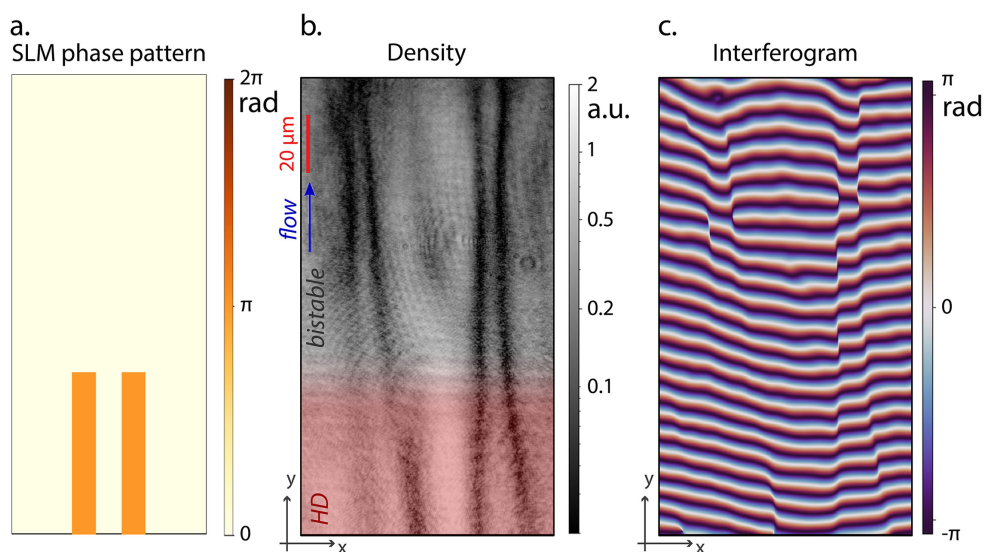 a.
SLM phase pattern
2π
rad
π
0
b.
Density
20 μm
flow
bistable
HD
y
x
2
a.u.
1
0.5
0.2
0.1
c.
Interferogram
y
x
π
rad
0
-π